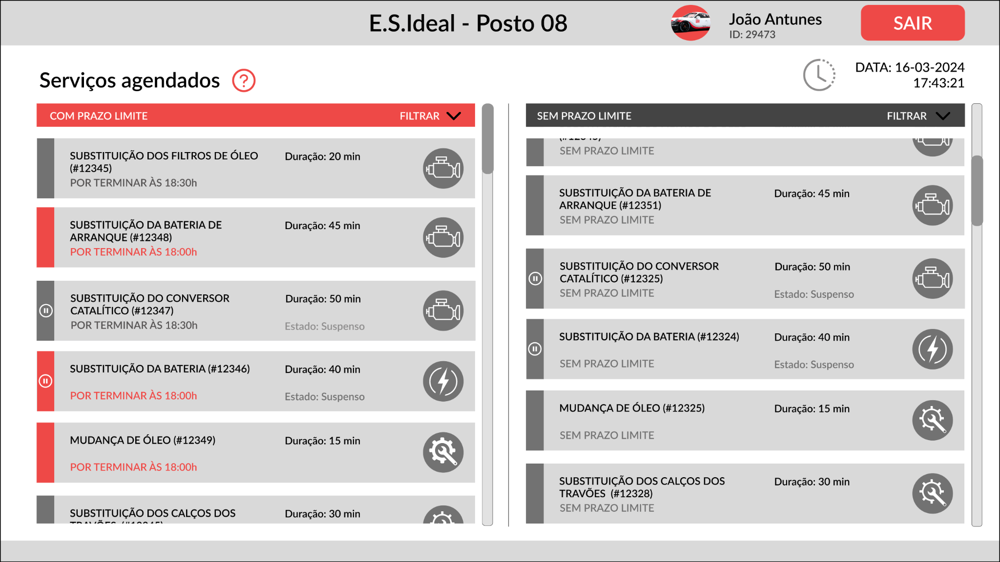 E.S.Ideal - Posto 08
João Antunes
ID: 29473
SAIR
Serviços agendados
?
DATA: 16-03-2024
17:43:21
COM PRAZO LIMITE
FILTRAR
SUBSTITUIÇÃO DOS FILTROS DE ÓLEO
(#12345)
POR TERMINAR ÀS 18:30h
Duração: 20 min
SUBSTITUIÇÃO DA BATERIA DE
ARRANQUE (#12348)
POR TERMINAR ÀS 18:00h
Duração: 45 min
SUBSTITUIÇÃO DO CONVERSOR
CATALÍTICO (#12347)
POR TERMINAR ÀS 18:30h
Duração: 50 min
Estado: Suspenso
SUBSTITUIÇÃO DA BATERIA (#12346)
POR TERMINAR ÀS 18:00h
Duração: 40 min
Estado: Suspenso
MUDANÇA DE ÓLEO (#12349)
POR TERMINAR ÀS 18:00h
Duração: 15 min
SUBSTITUIÇÃO DOS CALÇOS DOS
Duração: 30 min
SEM PRAZO LIMITE
FILTRAR
SEM PRAZO LIMITE
SUBSTITUIÇÃO DA BATERIA DE
ARRANQUE (#12351)
SEM PRAZO LIMITE
Duração: 45 min
SUBSTITUIÇÃO DO CONVERSOR
CATALÍTICO (#12325)
SEM PRAZO LIMITE
Duração: 50 min
Estado: Suspenso
SUBSTITUIÇÃO DA BATERIA (#12324)
SEM PRAZO LIMITE
Duração: 40 min
Estado: Suspenso
MUDANÇA DE ÓLEO (#12325)
SEM PRAZO LIMITE
Duração: 15 min
SUBSTITUIÇÃO DOS CALÇOS DOS
TRAVÕES (#12328)
SEM PRAZO LIMITE
Duração: 30 min